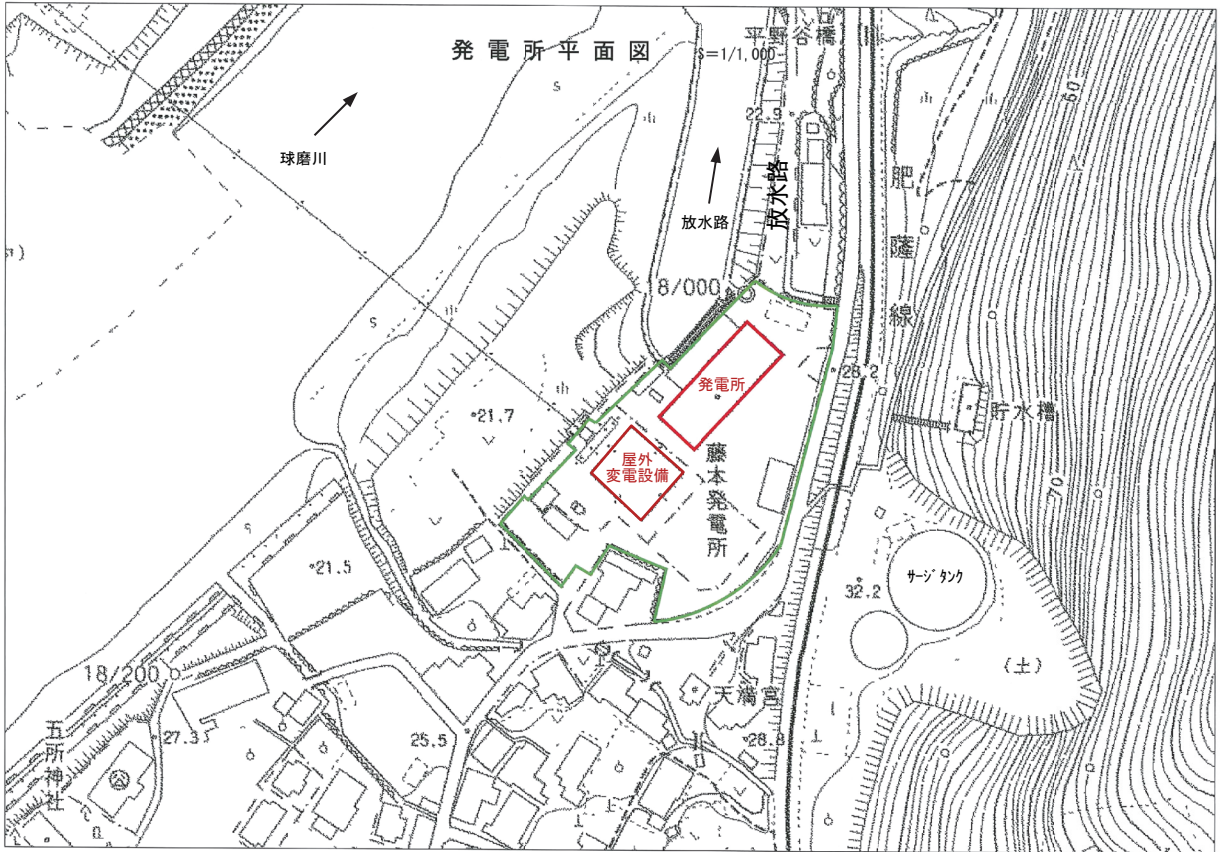 発電所平面図
S=1/1,000
平野谷橋
球磨川
22.9
60
放水路
放水路
肥薩線
8/000
28.2
発電所
貯水槽
21.7
屋外
変電設備
藤本発電所
70
21.5
サージタンク
32.2
(土)
18/200
天満宮
五所神社
27.3
25.5
28.8